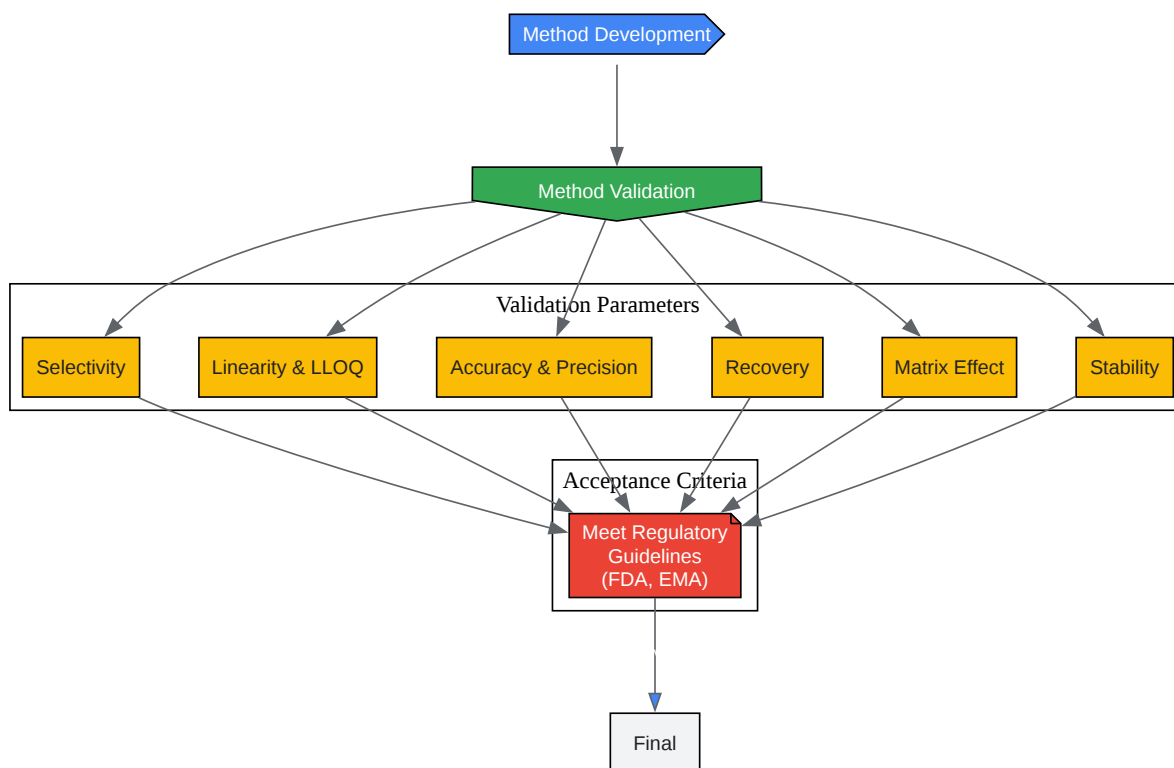 Method Development
Method Validation
Validation Parameters
Selectivity
Linearity & LLOQ
Accuracy & Precision
Recovery
Matrix Effect
Stability
Acceptance Criteria
Meet Regulatory
Guidelines
(FDA, EMA)
Final